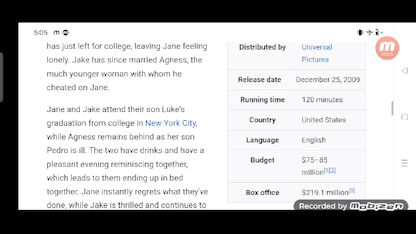 5:05
has just left for college, leaving Jane feeling
lonely. Jake has since married Agness, the
much younger woman with whom he
cheated on Jane.
Jane and Jake attend their son Luke's
graduation from college in New York City,
while Agness remains behind as her son
Pedro is ill. The two have drinks and have a
pleasant evening reminiscing together,
which leads to them ending up in bed
together. Jane instantly regrets what they've
done, while Jake is thrilled and continues to
Distributed by Universal
Pictures
Release date December 25, 2009
Running time 120 minutes
Country United States
Language English
Budget $75–85
million[1][2]
Box office $219.1 million[3]
Recorded by Mobizen